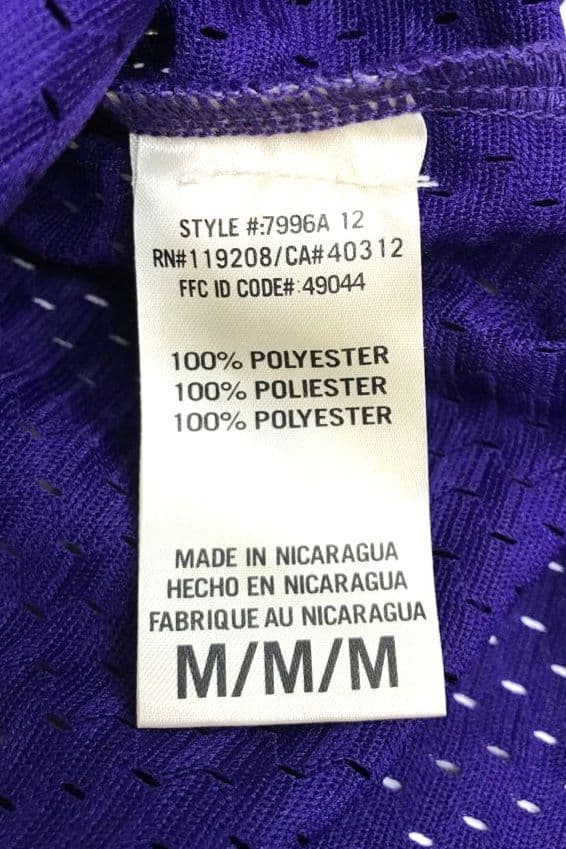 STYLE #:7996A 12
RN#119208/CA#40312
FFC ID CODE#:49044
100% POLYESTER
100% POLIESTER
100% POLYESTER
MADE IN NICARAGUA
HECHO EN NICARAGUA
FABRIQUE AU NICARAGUA
M/M/M